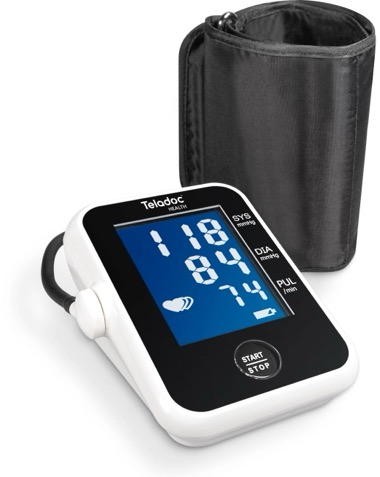 Teladoc
HEALTH
118
SYS
mmHg
84
DIA
mmHg
74
PUL
/min
START
STOP